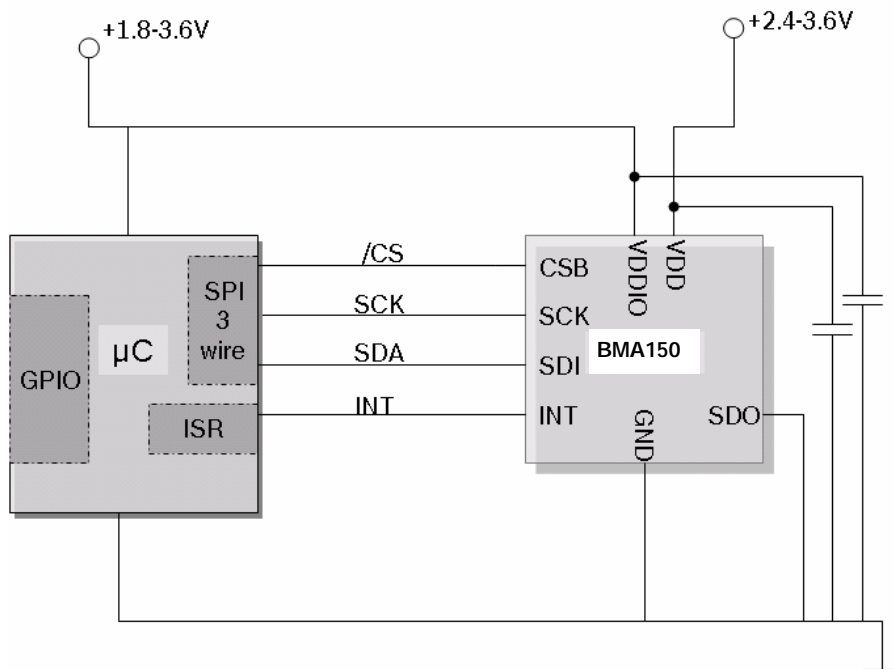 +1.8-3.6V
+2.4-3.6V
/CS
SCK
SDA
INT
SPI
3
wire
µC
GPIO
ISR
CSB
SCK
SDI
INT
VDDIO
VDD
BMA150
GND
SDO